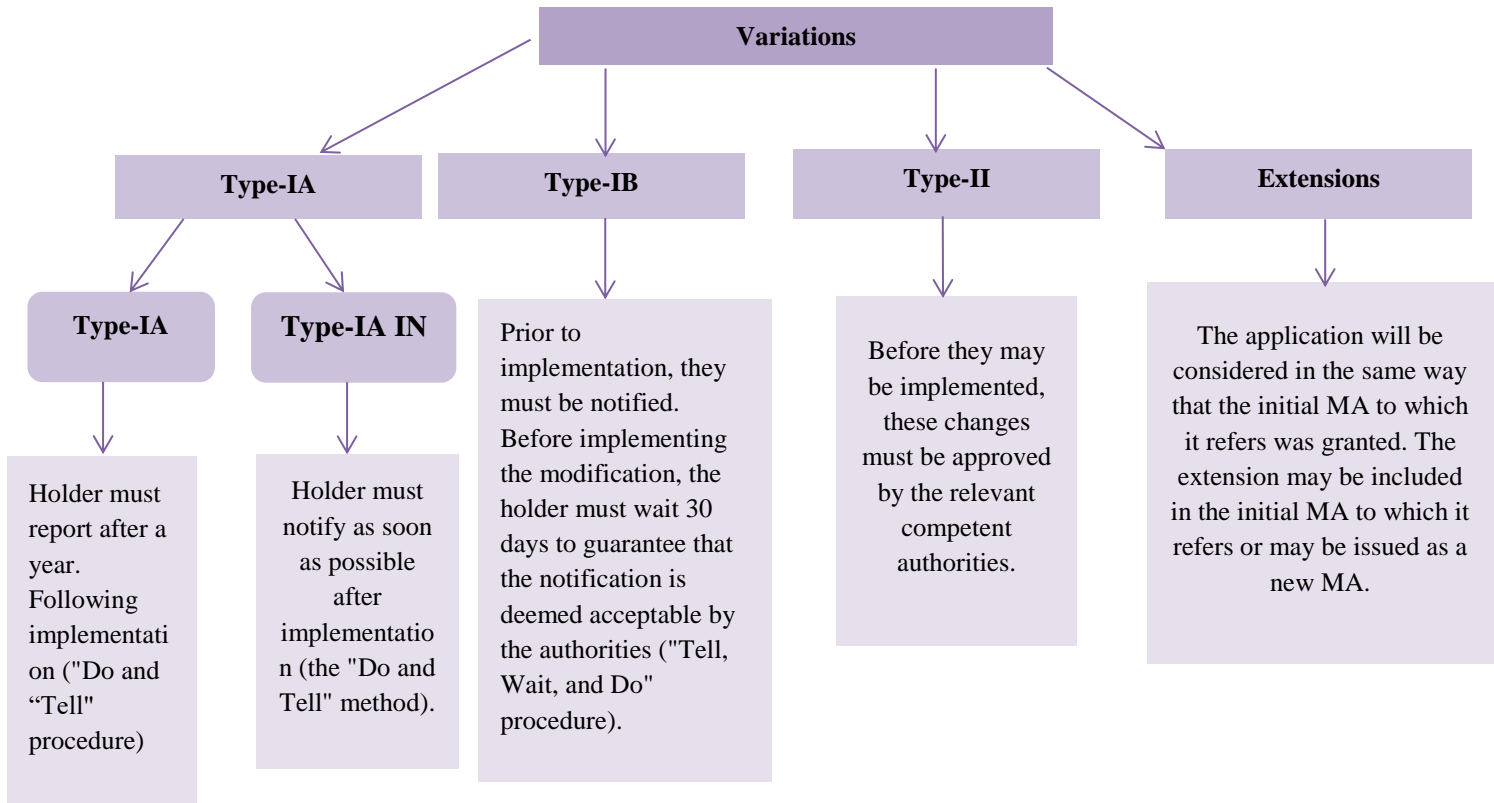 Variations
Type-IA
Type-IB
Type-II
Extensions
Type-IA
Type-IA IN
Holder must
report after a
year.
Following
implementati
on ("Do and
“Tell"
procedure)
Holder must
notify as soon
as possible
after
implementatio
n (the "Do and
Tell" method).
Prior to
implementation, they
must be notified.
Before implementing
the modification, the
holder must wait 30
days to guarantee that
the notification is
deemed acceptable by
the authorities ("Tell,
Wait, and Do"
procedure).
Before they may
be implemented,
these changes
must be approved
by the relevant
competent
authorities.
The application will be
considered in the same way
that the initial MA to which
it refers was granted. The
extension may be included
in the initial MA to which it
refers or may be issued as a
new MA.